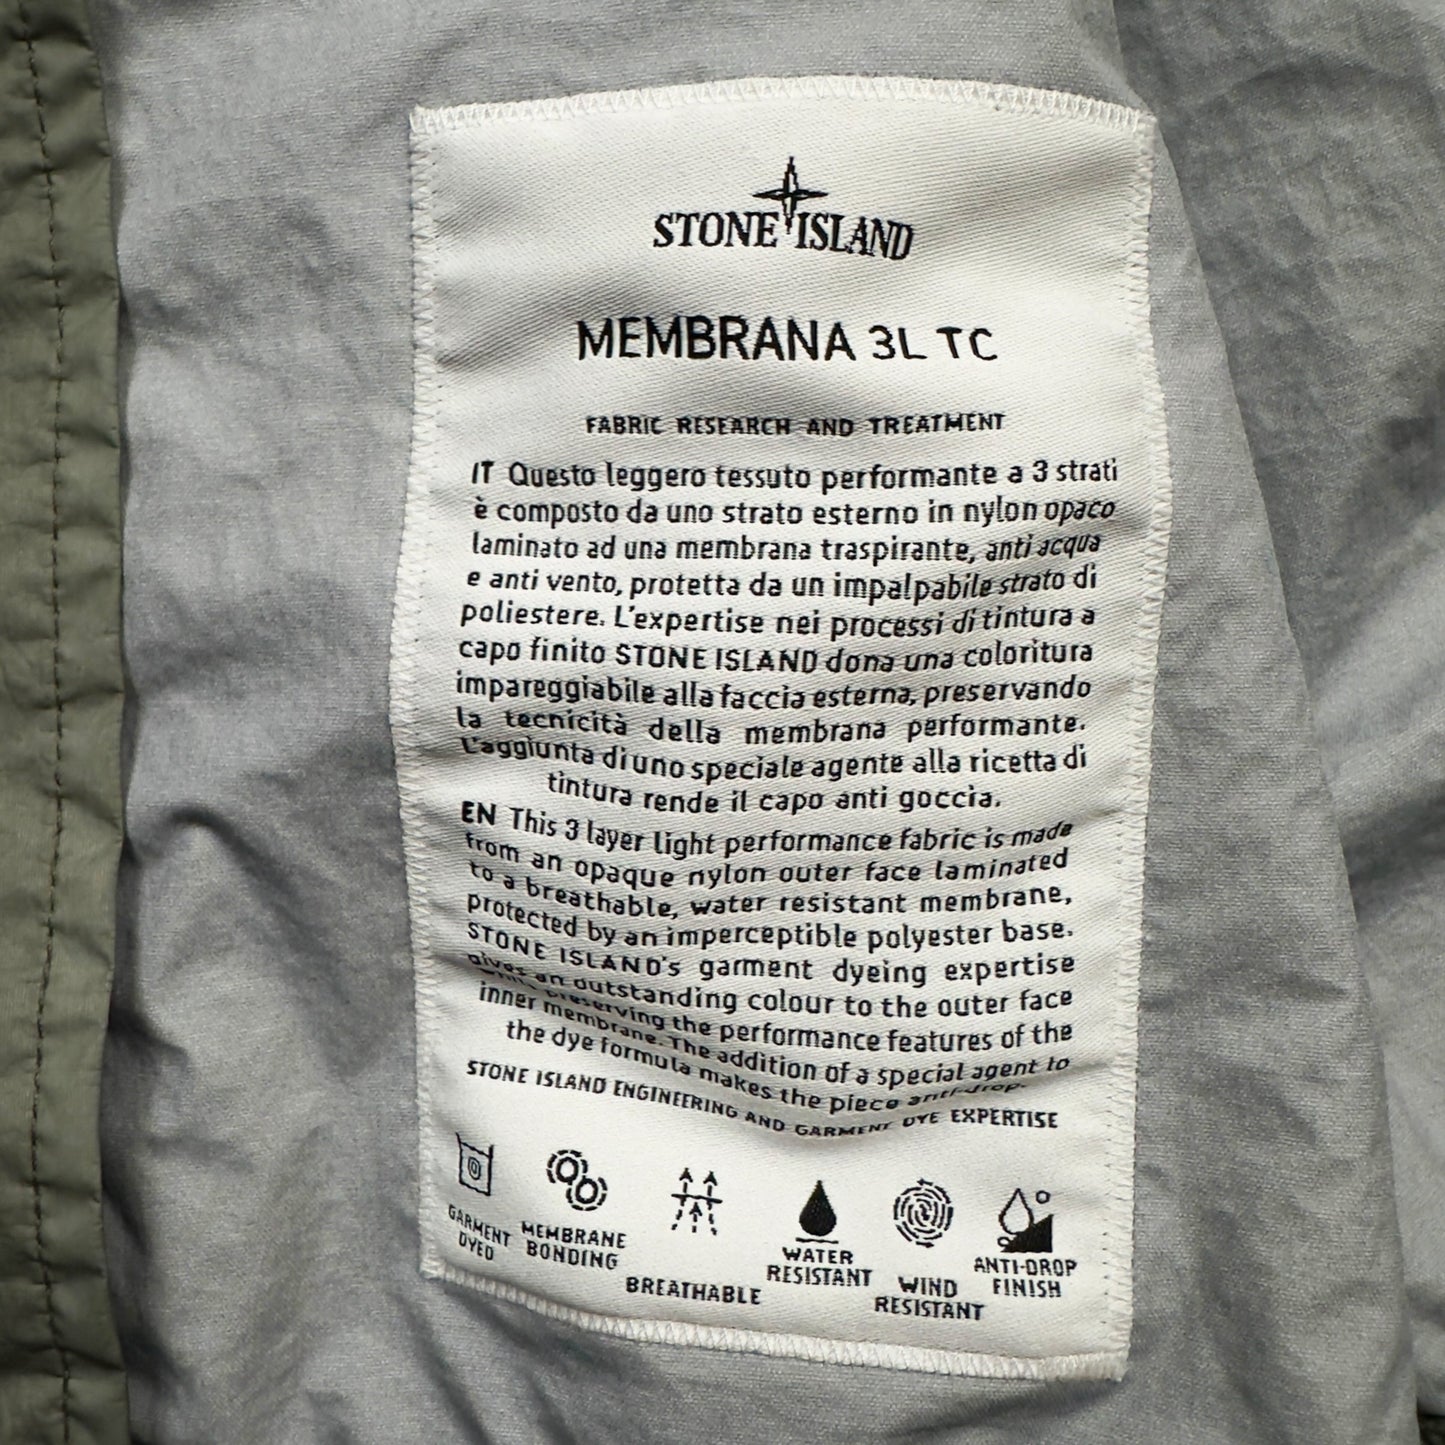 STONE ISLAND
MEMBRANA 3L TC
FABRIC RESEARCH AND TREATMENT
IT Questo leggero tessuto performante a 3 strati
è composto da uno strato esterno in nylon opaco
laminato ad una membrana traspirante, anti acqua
e anti vento, protetta da un impalpabile strato di
poliestere. L'expertise nei processi di tintura a
capo finito STONE ISLAND dona una coloritura
impareggiabile alla faccia esterna, preservando
la tecnicità della membrana performante.
L'aggiunta di uno speciale agente alla ricetta di
tintura rende il capo anti goccia.
EN This 3 layer light performance fabric is made
from an opaque nylon outer face laminated
to a breathable, water resistant membrane,
protected by an imperceptible polyester base.
STONE ISLAND's garment dyeing expertise
gives an outstanding colour to the outer face
while preserving the performance features of the
inner membrane. The addition of a special agent to
the dye formula makes the piece anti-drop.
STONE ISLAND ENGINEERING AND GARMENT DYE EXPERTISE
GARMENT
DYED
MEMBRANE
BONDING
BREATHABLE
WATER
RESISTANT
WIND
RESISTANT
ANTI-DROP
FINISH